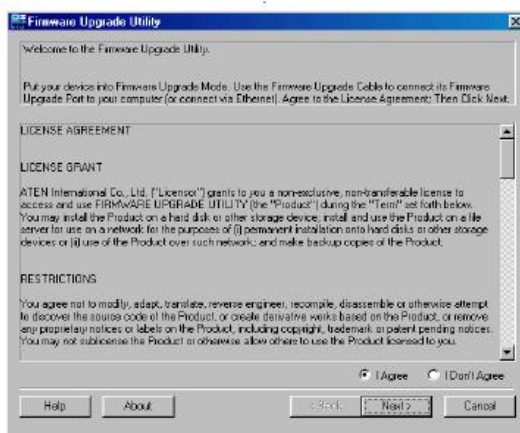 Firmware Upgrade Utility
Welcome to the Firmware Upgrade Utility.
Put your device into Firmware Upgrade Mode. Use the Firmware Upgrade Cable to connect its Firmware
Upgrade Port to your computer (or connect via Ethernet). Agree to the License Agreement; Then Click Next.
LICENSE AGREEMENT
LICENSE GRANT
ATEN International Co., Ltd. ("Licensor") grants to you a non-exclusive, non-transferable license to
access and use FIRMWARE UPGRADE UTILITY (the "Product") during the "Term" set forth below.
You may install the Product on a hard disk or other storage device; install and use the Product on a file
server for use on a network for the purposes of (i) permanent installation onto hard disks or other storage
devices or (ii) use of the Product over such network; and make backup copies of the Product.
RESTRICTIONS
You agree not to modify, adapt, translate, reverse engineer, recompile, disassemble or otherwise attempt
to discover the source code of the Product, or create derivative works based on the Product, or remove
any proprietary notices or labels on the Product, including copyright, trademark or patent pending notices.
You may not sublicense the Product or otherwise allow others to use the Product licensed to you.
I Agree I Don't Agree
Help About < Back Next > Cancel